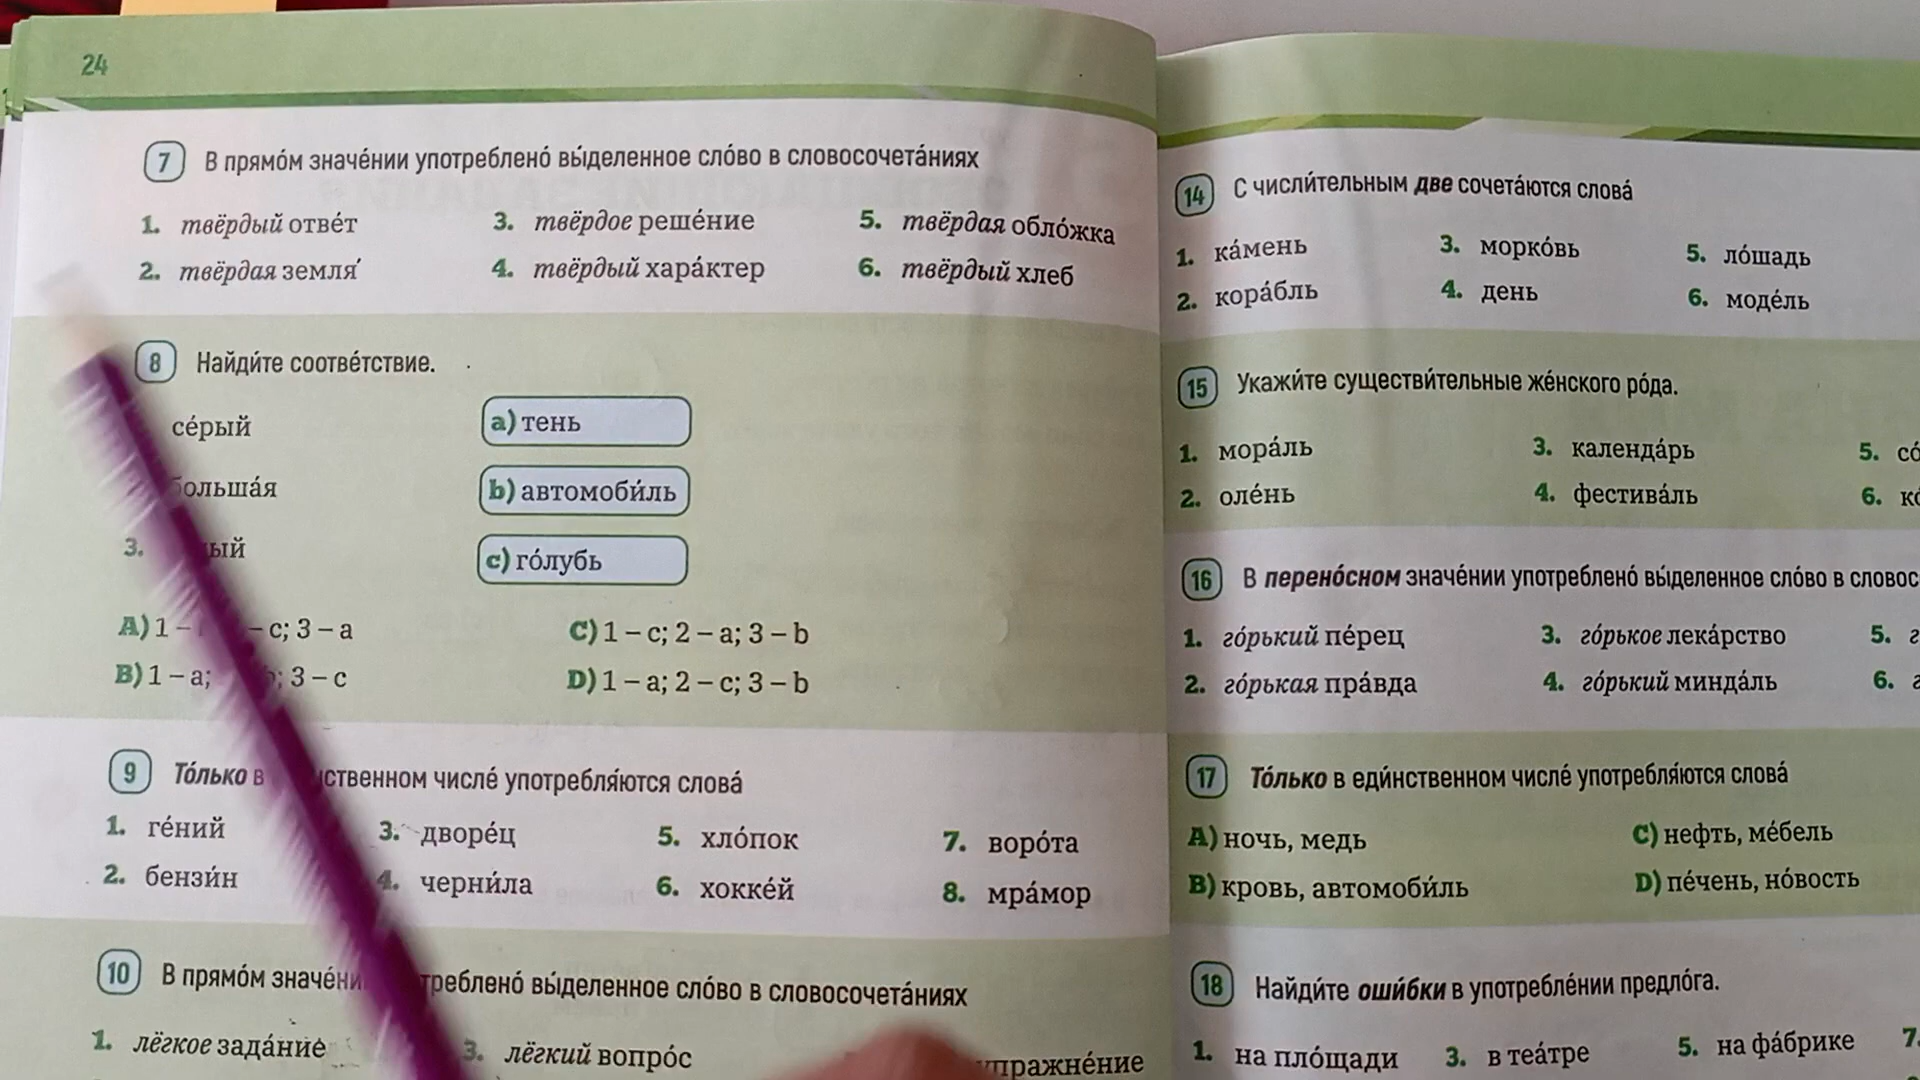 24
7 В прямо́м значе́нии употреблено́ вы́деленное сло́во в словосочета́ниях
1. твёрдый отве́т 3. твёрдое реше́ние 5. твёрдая обло́жка
2. твёрдая земля́ 4. твёрдый хара́ктер 6. твёрдый хлеб
8 Найди́те соотве́тствие.
се́рый a) тень
больша́я b) автомоби́ль
3. c) го́лубь
A) 1 – c; 3 – a C) 1 – c; 2 – a; 3 – b
B) 1 – a; 3 – c D) 1 – a; 2 – c; 3 – b
9 То́лько в числе́ употребля́ются слова́
1. ге́ний 3. дворе́ц 5. хло́пок 7. воро́та
2. бензи́н 4. черни́ла 6. хокке́й 8. мра́мор
10 В прямо́м вы́деленное сло́во в словосочета́ниях
1. лёгкое зада́ние 3. лёгкий вопро́с упражне́ние
14 С числи́тельным две сочета́ются слова́
1. ка́мень 3. морко́вь 5. ло́шадь
2. кора́бль 4. день 6. моде́ль
15 Укажи́те существи́тельные же́нского ро́да.
1. мора́ль 3. календа́рь 5.
2. оле́нь 4. фестива́ль 6.
16 В перено́сном значе́нии употреблено́ вы́деленное сло́во в
1. го́рький пе́рец 3. го́рькое лека́рство 5.
2. го́рькая пра́вда 4. го́рький минда́ль 6.
17 То́лько в еди́нственном числе́ употребля́ются слова́
A) ночь, медь C) нефть, ме́бель
B) кровь, автомоби́ль D) пе́чень, но́вость
18 Найди́те оши́бки в употребле́нии предло́га.
1. на пло́щади 3. в теа́тре 5. на фа́брике 7.